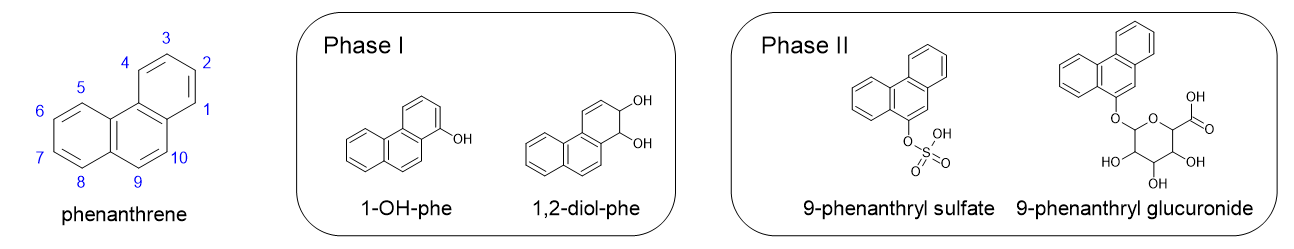 3
4
2
5
1
6
7
10
8
9
phenanthrene
Phase I
OH
1-OH-phe
OH
OH
1,2-diol-phe
Phase II
OH
O
S
O
O
9-phenanthryl sulfate
OH
O
O
O
HO
OH
OH
9-phenanthryl glucuronide